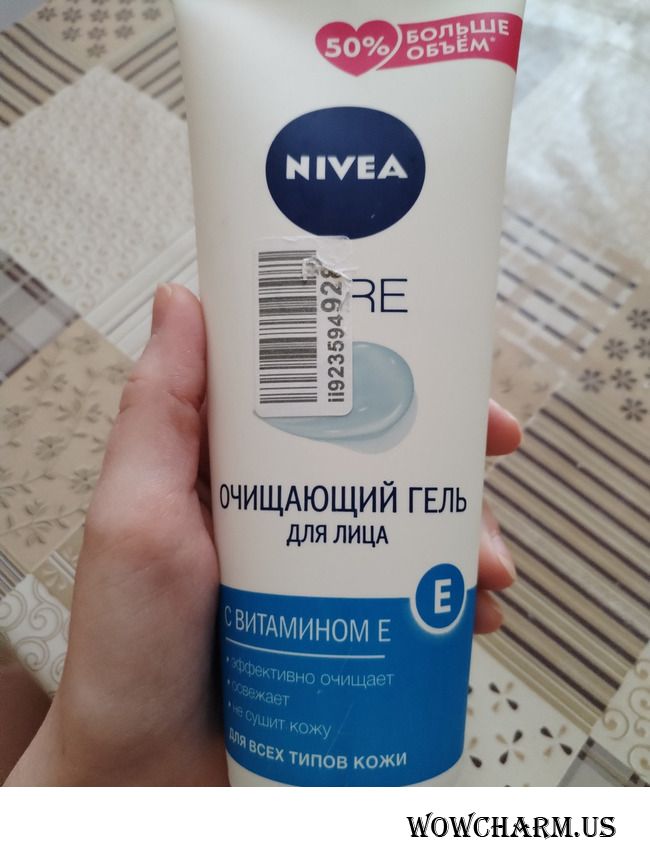 50% БОЛЬШЕ
ОБЪЁМ*
NIVEA
RE
ii923594928
ОЧИЩАЮЩИЙ ГЕЛЬ
ДЛЯ ЛИЦА
E
С ВИТАМИНОМ Е
• эффективно очищает
• освежает
• не сушит кожу
ДЛЯ ВСЕХ ТИПОВ КОЖИ
WOWCHARM.US